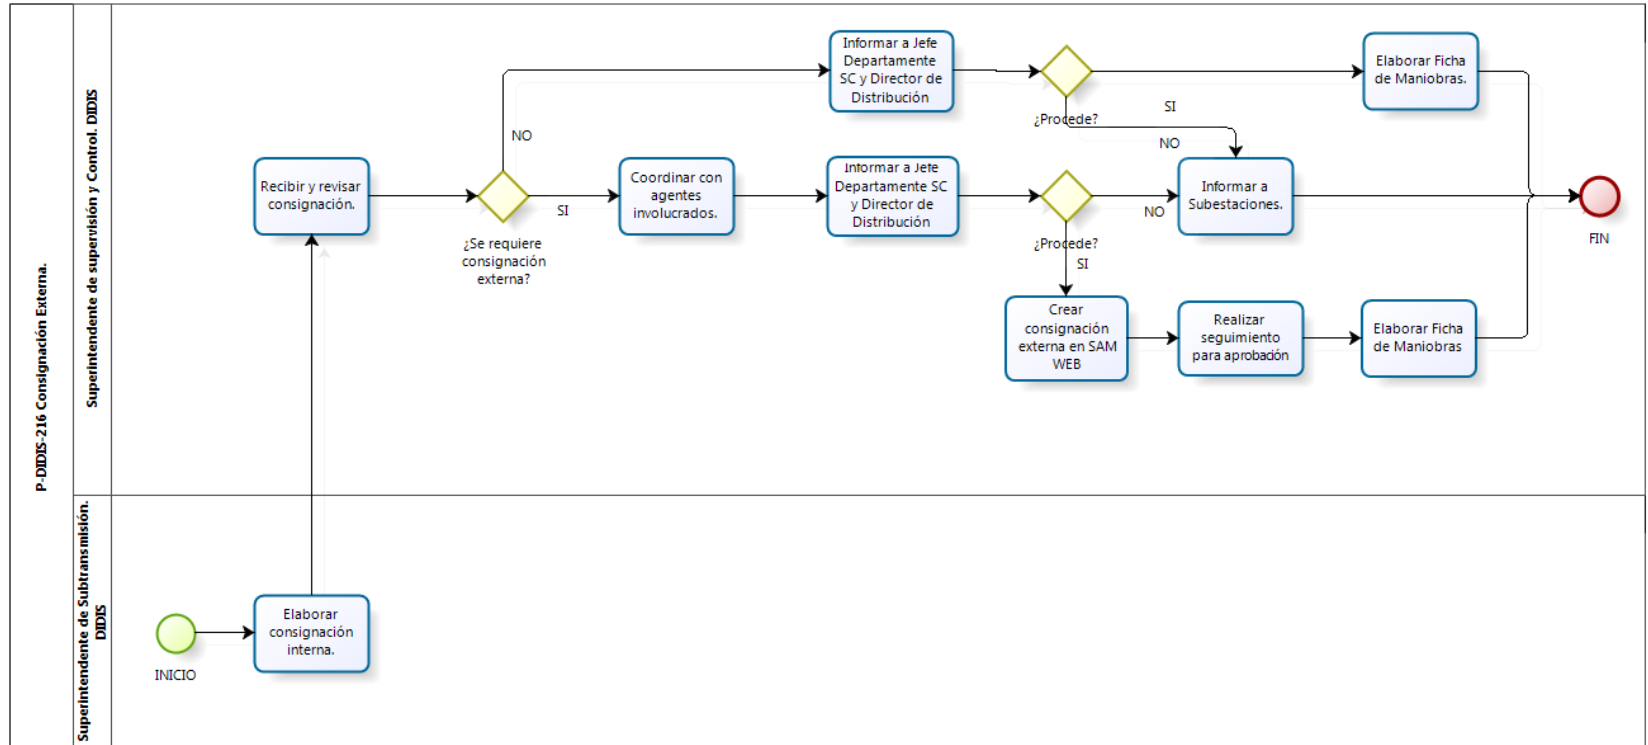 P-DIDIS-216 Consignación Externa.
Superintendente de supervisión y Control. DIDIS
Informar a Jefe
Departamente
SC y Director de
Distribución
¿Procede?
SI
NO
Elaborar Ficha
de Maniobras.
NO
Recibir y revisar
consignación.
¿Se requiere
consignación
externa?
SI
Coordinar con
agentes
involucrados.
Informar a Jefe
Departamente SC
y Director de
Distribución
¿Procede?
NO
SI
Informar a
Subestaciones.
FIN
Crear
consignación
externa en SAM
WEB
Realizar
seguimiento
para aprobación
Elaborar Ficha
de Maniobras
Superintendente de Subtransmisión.
DIDIS
INICIO
Elaborar
consignación
interna.